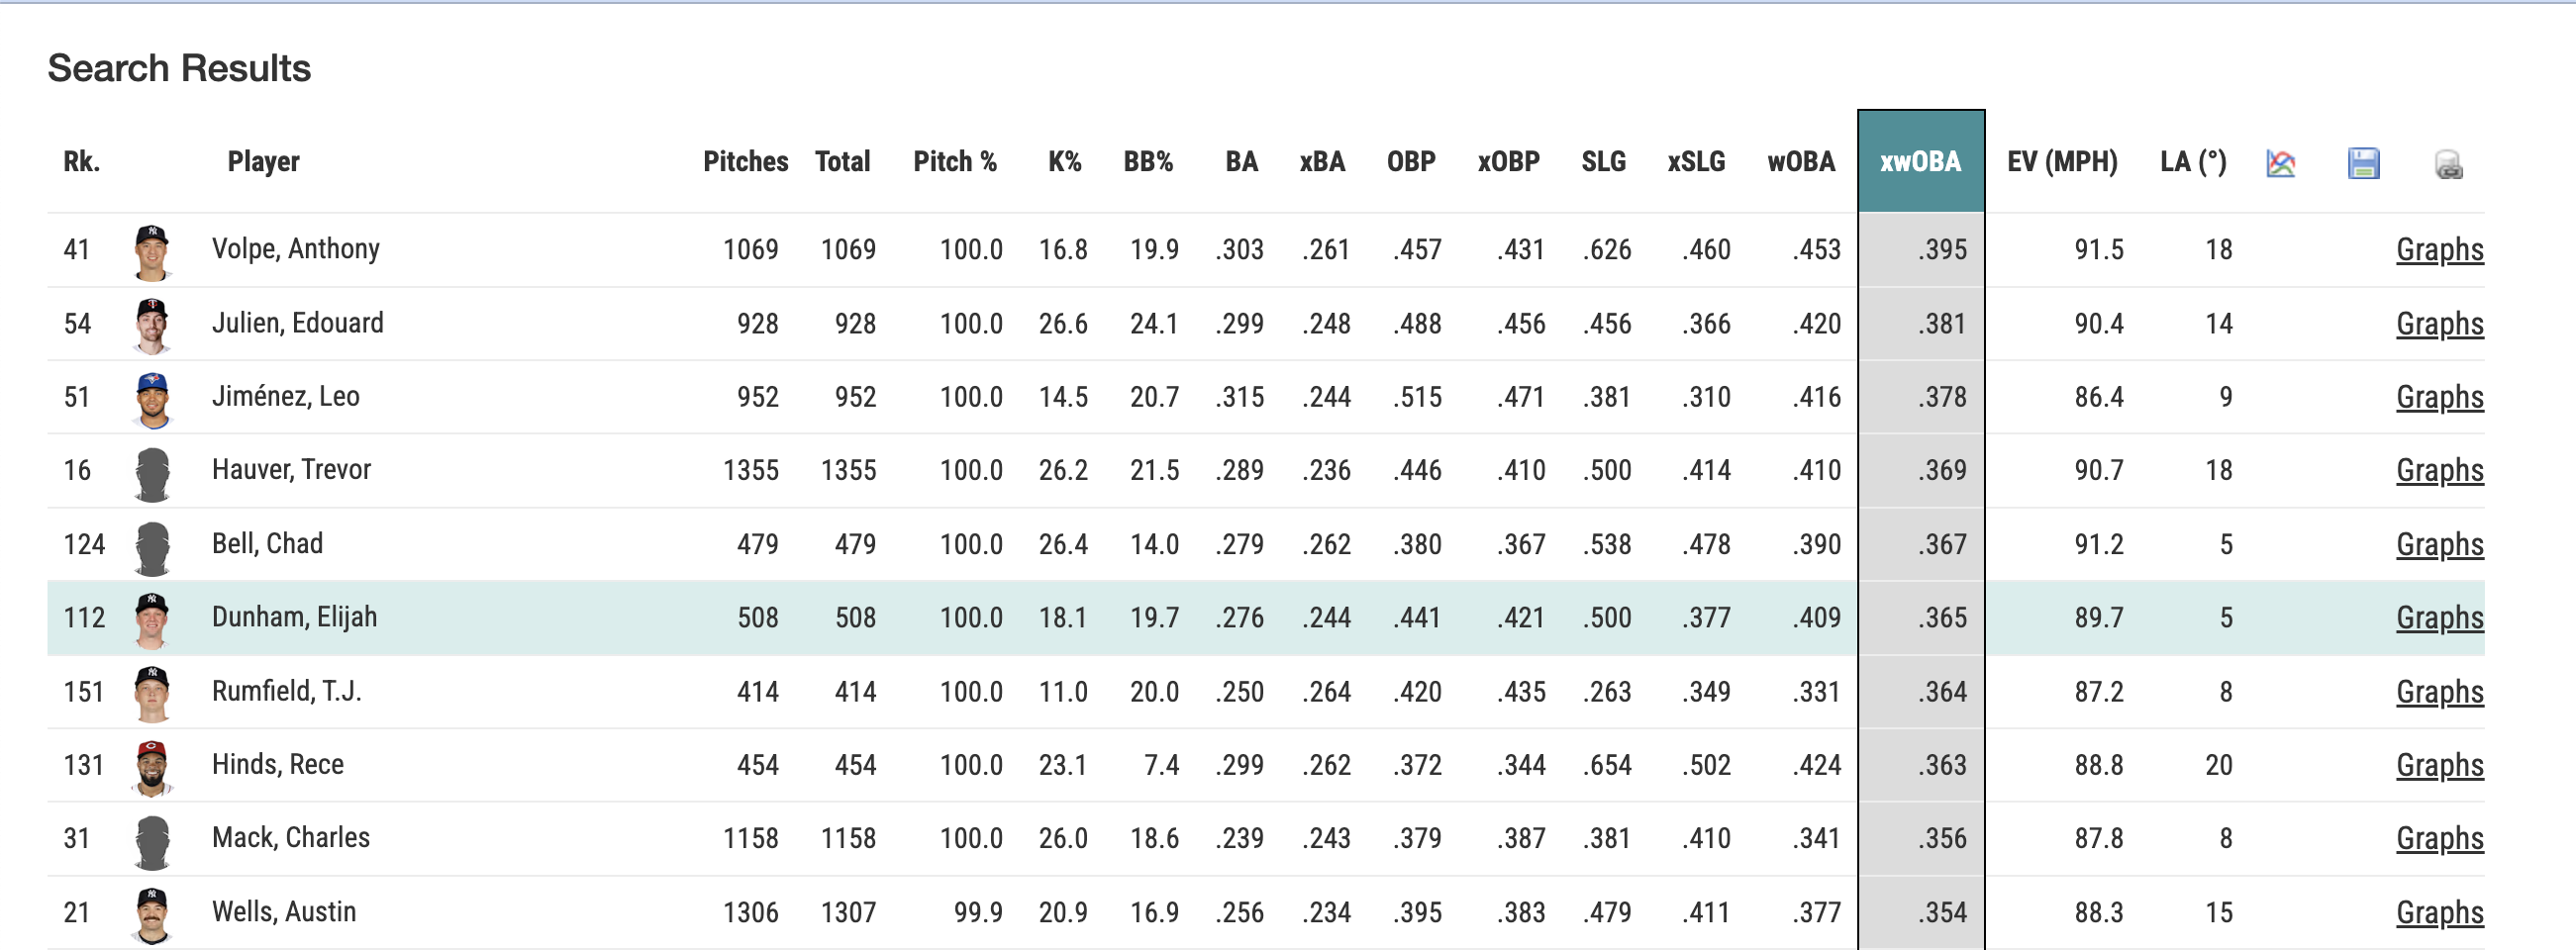 Search Results
Rk. Player Pitches Total Pitch % K% BB% BA xBA OBP xOBP SLG xSLG wOBA xwOBA EV (MPH) LA (°)
41 Volpe, Anthony 1069 1069 100.0 16.8 19.9 .303 .261 .457 .431 .626 .460 .453 .395 91.5 18 Graphs
54 Julien, Edouard 928 928 100.0 26.6 24.1 .299 .248 .488 .456 .456 .366 .420 .381 90.4 14 Graphs
51 Jiménez, Leo 952 952 100.0 14.5 20.7 .315 .244 .515 .471 .381 .310 .416 .378 86.4 9 Graphs
16 Hauver, Trevor 1355 1355 100.0 26.2 21.5 .289 .236 .446 .410 .500 .414 .410 .369 90.7 18 Graphs
124 Bell, Chad 479 479 100.0 26.4 14.0 .279 .262 .380 .367 .538 .478 .390 .367 91.2 5 Graphs
112 Dunham, Elijah 508 508 100.0 18.1 19.7 .276 .244 .441 .421 .500 .377 .409 .365 89.7 5 Graphs
151 Rumfield, T.J. 414 414 100.0 11.0 20.0 .250 .264 .420 .435 .263 .349 .331 .364 87.2 8 Graphs
131 Hinds, Rece 454 454 100.0 23.1 7.4 .299 .262 .372 .344 .654 .502 .424 .363 88.8 20 Graphs
31 Mack, Charles 1158 1158 100.0 26.0 18.6 .239 .243 .379 .387 .381 .410 .341 .356 87.8 8 Graphs
21 Wells, Austin 1306 1307 99.9 20.9 16.9 .256 .234 .395 .383 .479 .411 .377 .354 88.3 15 Graphs